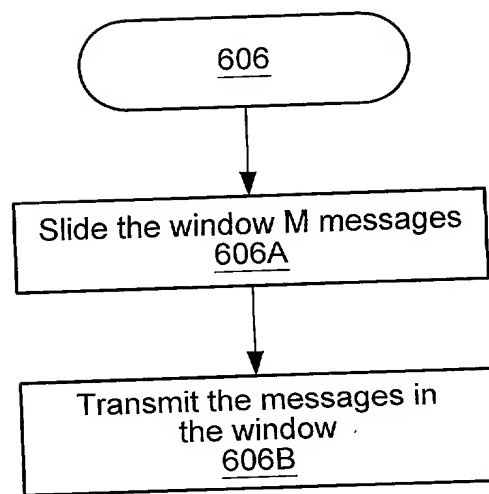 606
Slide the window M messages
606A
Transmit the messages in
the window
606B